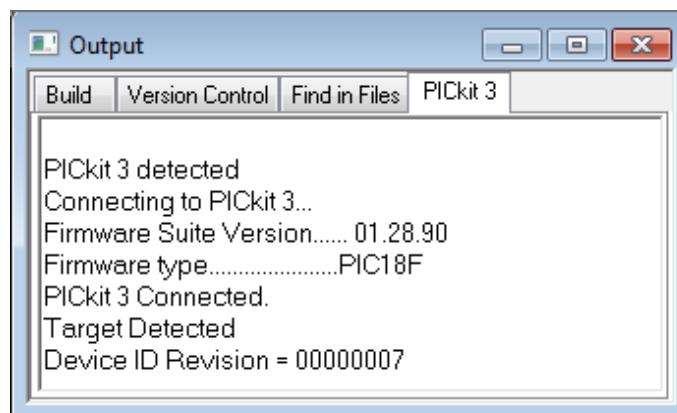 Output
Build Version Control Find in Files PICkit 3
PICkit 3 detected
Connecting to PICkit 3...
Firmware Suite Version...... 01.28.90
Firmware type......................PIC18F
PICkit 3 Connected.
Target Detected
Device ID Revision = 00000007